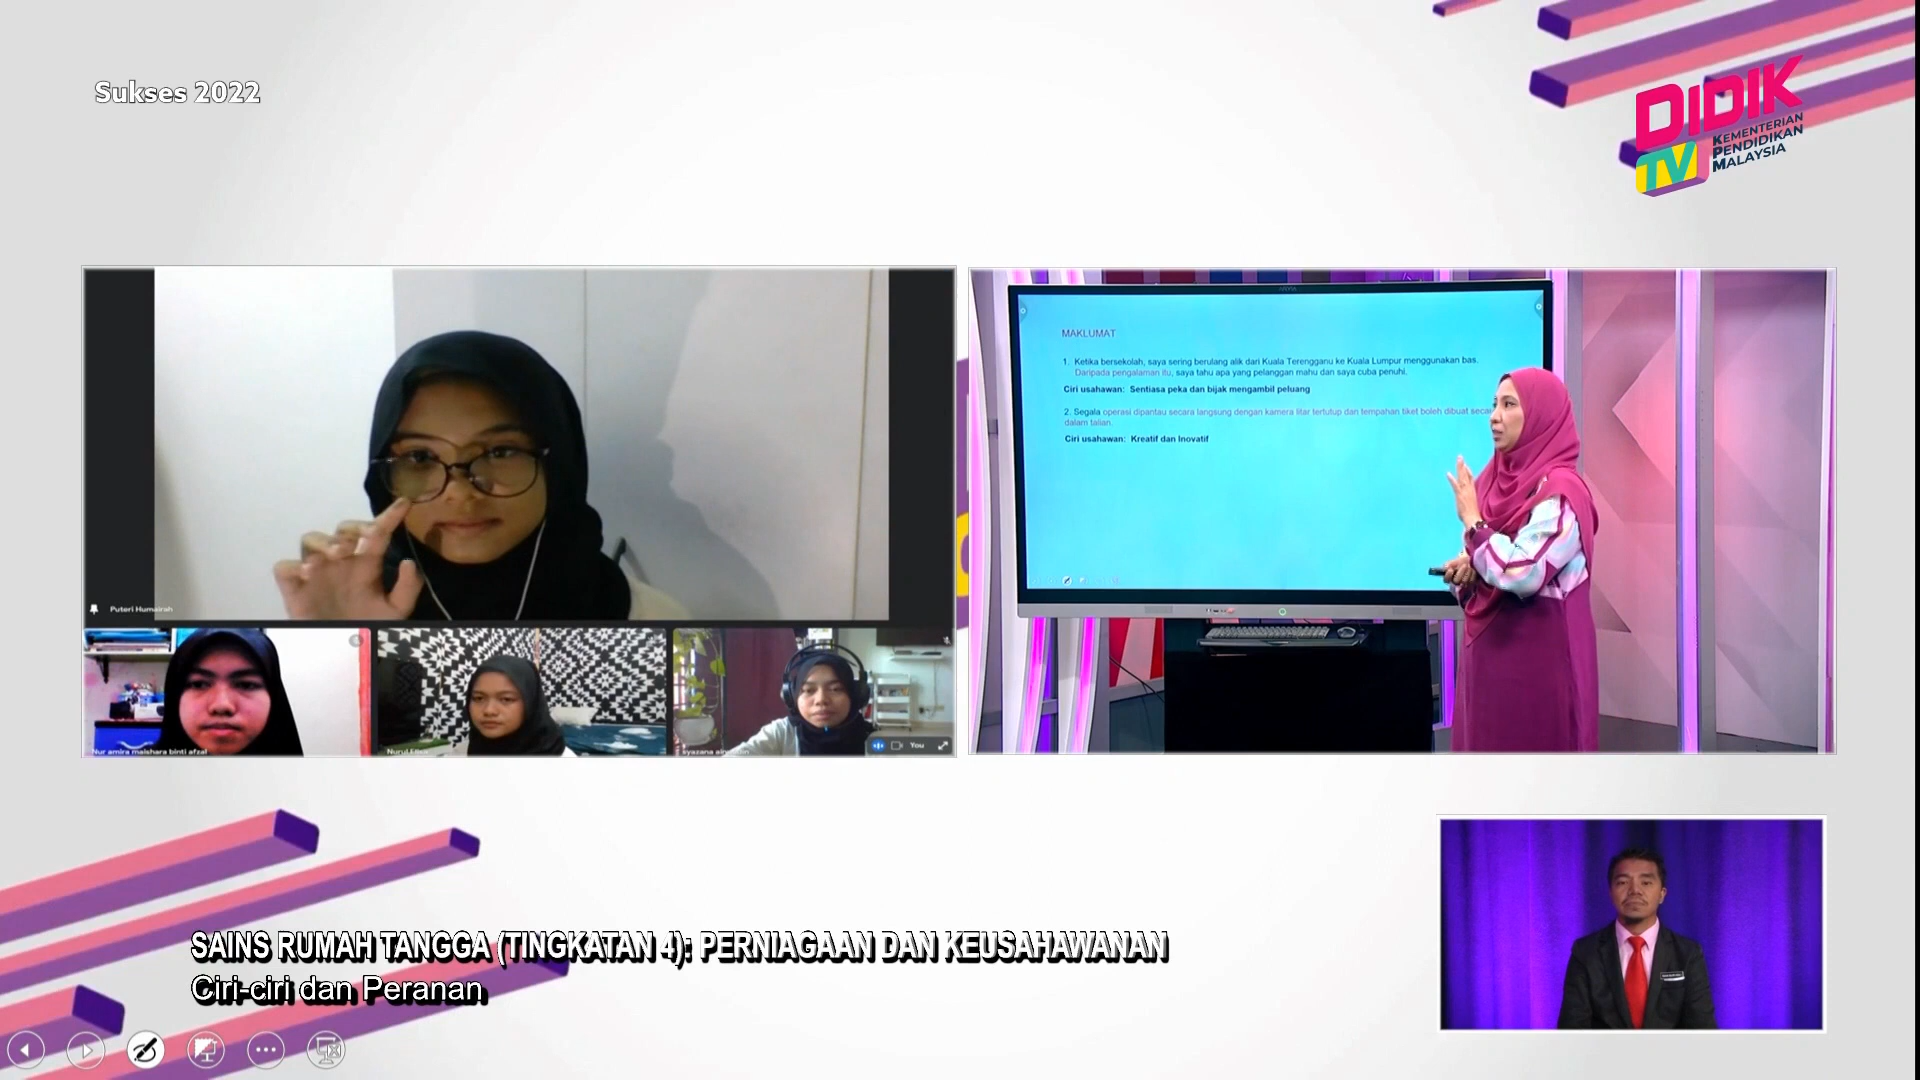 Sukses 2022
DIDIK
TV
KEMENTERIAN
PENDIDIKAN
MALAYSIA
Puteri Humairah
Nur amira maishara binti afzal
Nurul
syazana
You
MAKLUMAT
1. Ketika bersekolah, saya sering berulang alik dari Kuala Terengganu ke Kuala Lumpur menggunakan bas.
Daripada pengalaman itu, saya tahu apa yang pelanggan mahu dan saya cuba penuhi.
Ciri usahawan: Sentiasa peka dan bijak mengambil peluang
2. Segala operasi dipantau secara langsung dengan kamera litar tertutup dan tempahan tiket boleh dibuat seca
dalam talian.
Ciri usahawan: Kreatif dan Inovatif
SAINS RUMAH TANGGA (TINGKATAN 4): PERNIAGAAN DAN KEUSAHAWANAN
Ciri-ciri dan Peranan